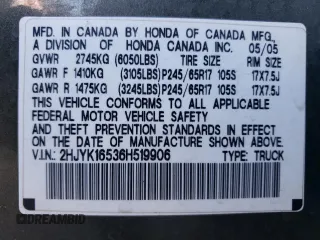 MFD. IN CANADA BY HONDA OF CANADA MFG.,
A DIVISION OF HONDA CANADA INC. 05/05
GVWR 2745KG (6050LBS) TIRE SIZE RIM SIZE
GAWR F 1410KG (3105LBS) P245/65R17 105S 17X7.5J
GAWR R 1475KG (3245LBS) P245/65R17 105S 17X7.5J
THIS VEHICLE CONFORMS TO ALL APPLICABLE
FEDERAL MOTOR VEHICLE SAFETY
AND THEFT PREVENTION STANDARDS IN EFFECT
ON THE DATE OF MANUFACTURE SHOWN ABOVE.
V.I.N.: 2HJYK16536H519906 TYPE: TRUCK
DREAMBID